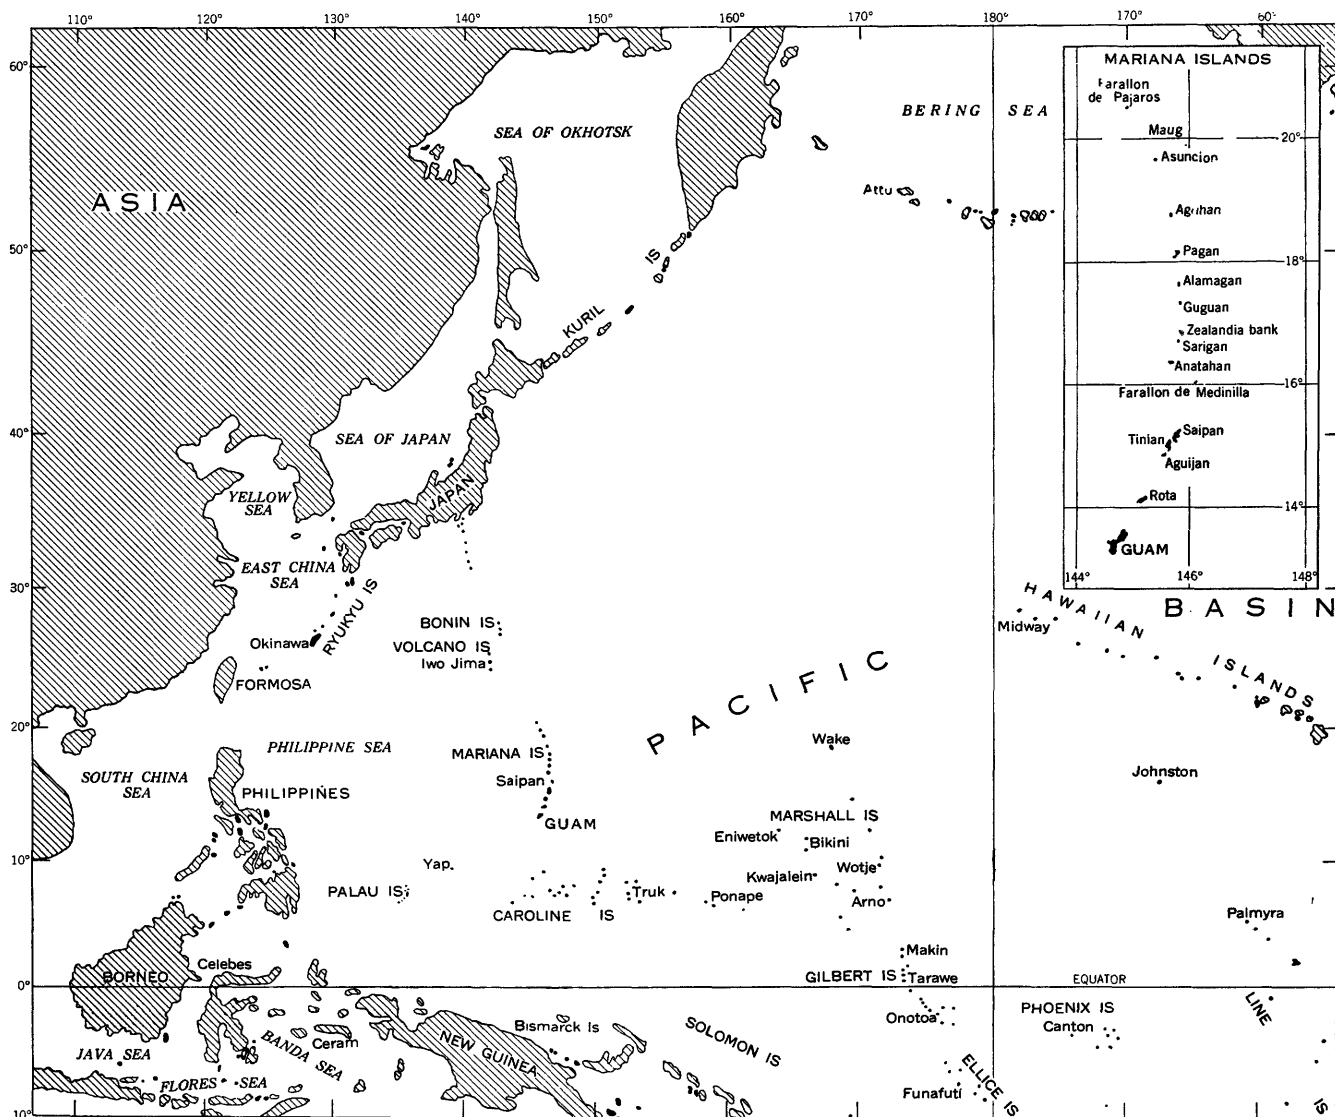 110° 120° 130° 140° 150° 160° 170° 180° 170° 60°
60°
50°
40°
30°
20°
10°
0°
10°
ASIA
SEA OF OKHOTSK
BERING SEA
Attu
KURIL IS
SEA OF JAPAN
JAPAN
YELLOW
SEA
EAST CHINA
SEA
RYUKYU IS
Okinawa
FORMOSA
BONIN IS
VOLCANO IS
Iwo Jima
PACIFIC
BASIN
HAWAIIAN ISLANDS
Midway
PHILIPPINE SEA
SOUTH CHINA
SEA
PHILIPPINES
MARIANA IS
Saipan
GUAM
Wake
Johnston
MARSHALL IS
Eniwetok
Bikini
Wotje
Kwajalein
Arno
Yap
PALAU IS
CAROLINE IS
Truk
Ponape
Palmyra
Makin
GILBERT IS
Tarawe
Onotoa
EQUATOR
PHOENIX IS
Canton
LINE
IS
BORNEO
Celebes
JAVA SEA
FLORES SEA
BANDA SEA
Ceram
NEW GUINEA
Bismarck Is
SOLOMON IS
ELLICE IS
Funafuti
MARIANA ISLANDS
Farallon
de Pajaros
Maug
20°
Asuncion
Agrihan
Pagan
18°
Alamagan
Guguan
Zealandia bank
Sarigan
Anatahan
16°
Farallon de Medinilla
Saipan
Tinian
Aguijan
Rota
14°
GUAM
144° 146° 148°